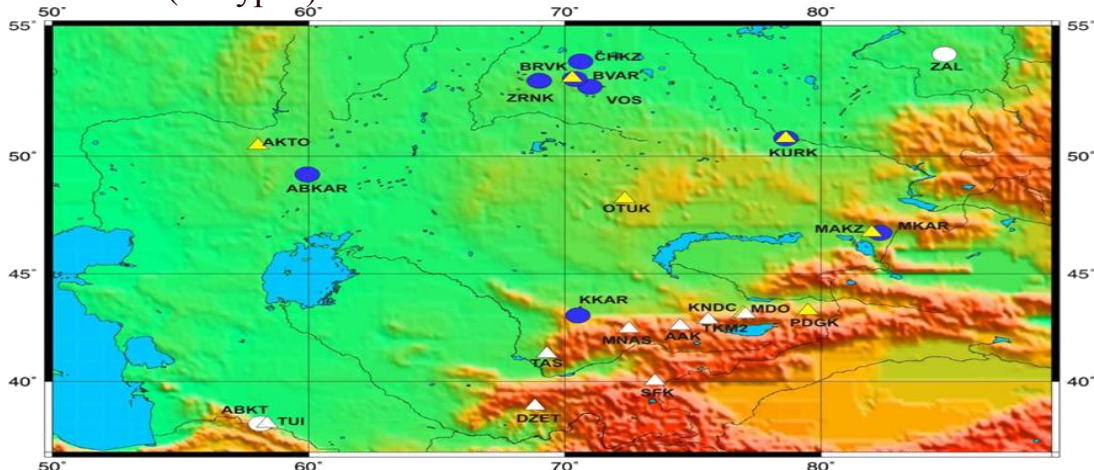 50° 60° 70° 80°
55° 55°
CHKZ
BRVK BVAR
ZAL
ZRNK VOS
AKTO
KURK
50° 50°
ABKAR
OTUK
MAKZ MKAR
45° 45°
KKAR
KNDC MDO
PDGK
TKM2
AAK
MNAS
TAS
40° 40°
SFK
ABKT
DZET
TUI
50° 60° 70° 80°